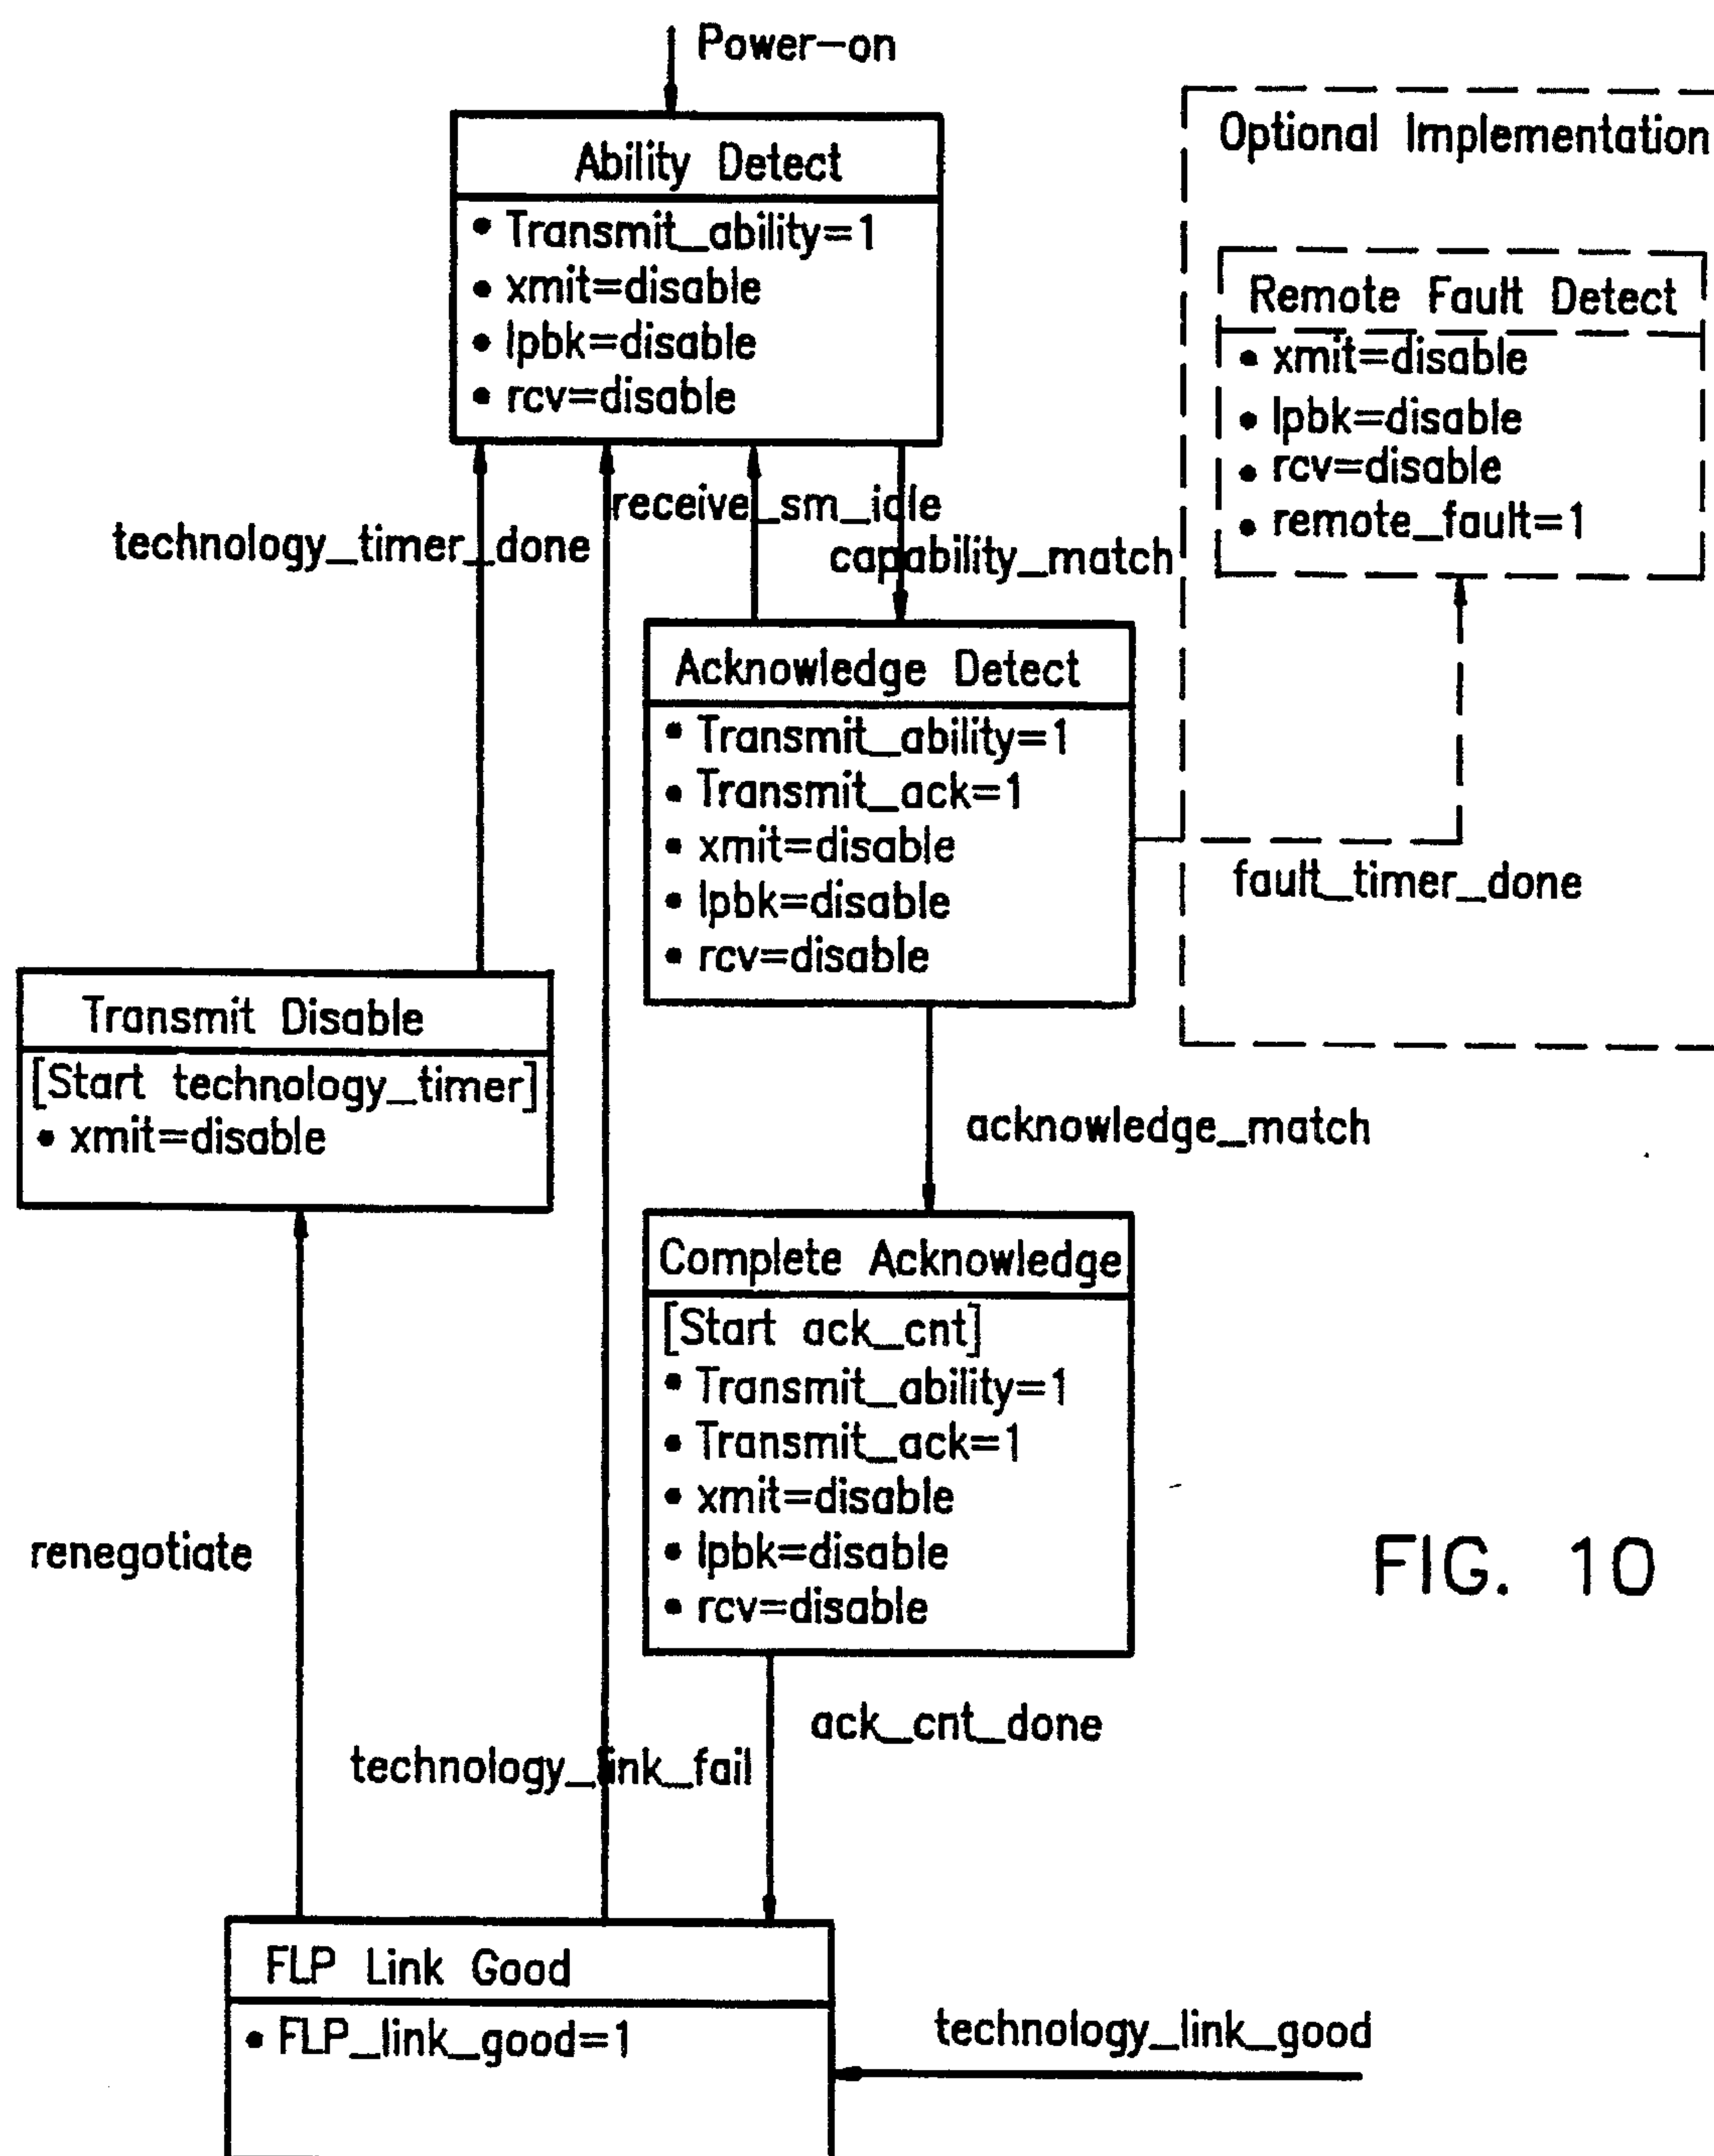 Power-on
Ability Detect
• Transmit_ability=1
• xmit=disable
• lpbk=disable
• rcv=disable
Optional Implementation
Remote Fault Detect
• xmit=disable
• lpbk=disable
• rcv=disable
• remote_fault=1
technology_timer_done
receive_sm_idle
capability_match
Acknowledge Detect
• Transmit_ability=1
• Transmit_ack=1
• xmit=disable
• lpbk=disable
• rcv=disable
fault_timer_done
Transmit Disable
[Start technology_timer]
• xmit=disable
acknowledge_match
Complete Acknowledge
[Start ack_cnt]
• Transmit_ability=1
• Transmit_ack=1
• xmit=disable
• lpbk=disable
• rcv=disable
renegotiate
FIG. 10
ack_cnt_done
technology_link_fail
FLP Link Good
• FLP_link_good=1
technology_link_good